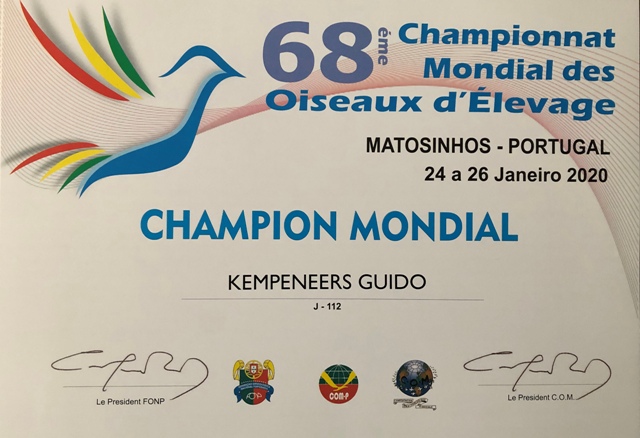 68ème Championnat
Mondial des
Oiseaux d'Élevage
MATOSINHOS - PORTUGAL
24 a 26 Janeiro 2020
CHAMPION MONDIAL
KEMPENEERS GUIDO
J - 112
COM-P
Le President FONP
Le President C.O.M.